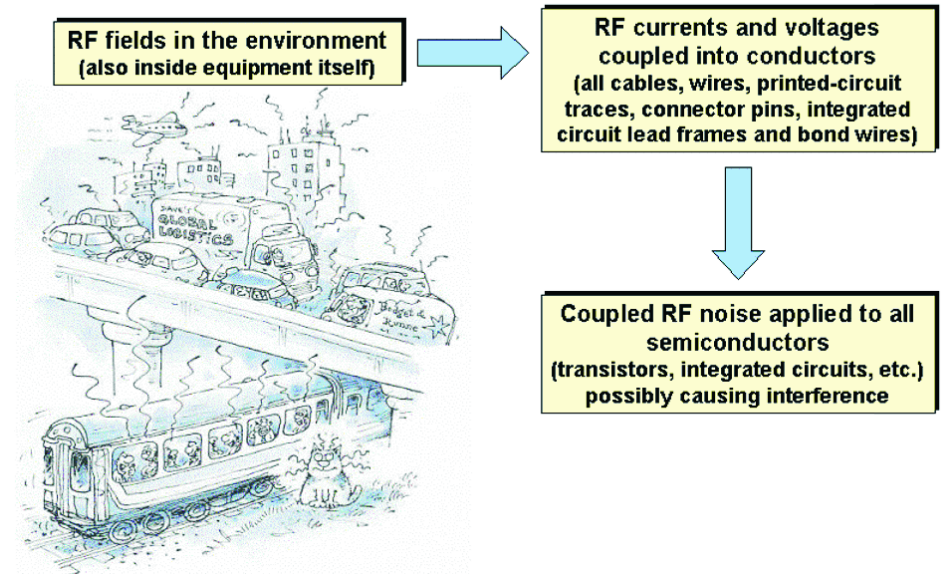 RF fields in the environment
(also inside equipment itself)
RF currents and voltages
coupled into conductors
(all cables, wires, printed-circuit
traces, connector pins, integrated
circuit lead frames and bond wires)
Coupled RF noise applied to all
semiconductors
(transistors, integrated circuits, etc.)
possibly causing interference
DAVE'S
GLOBAL
LOGISTICS